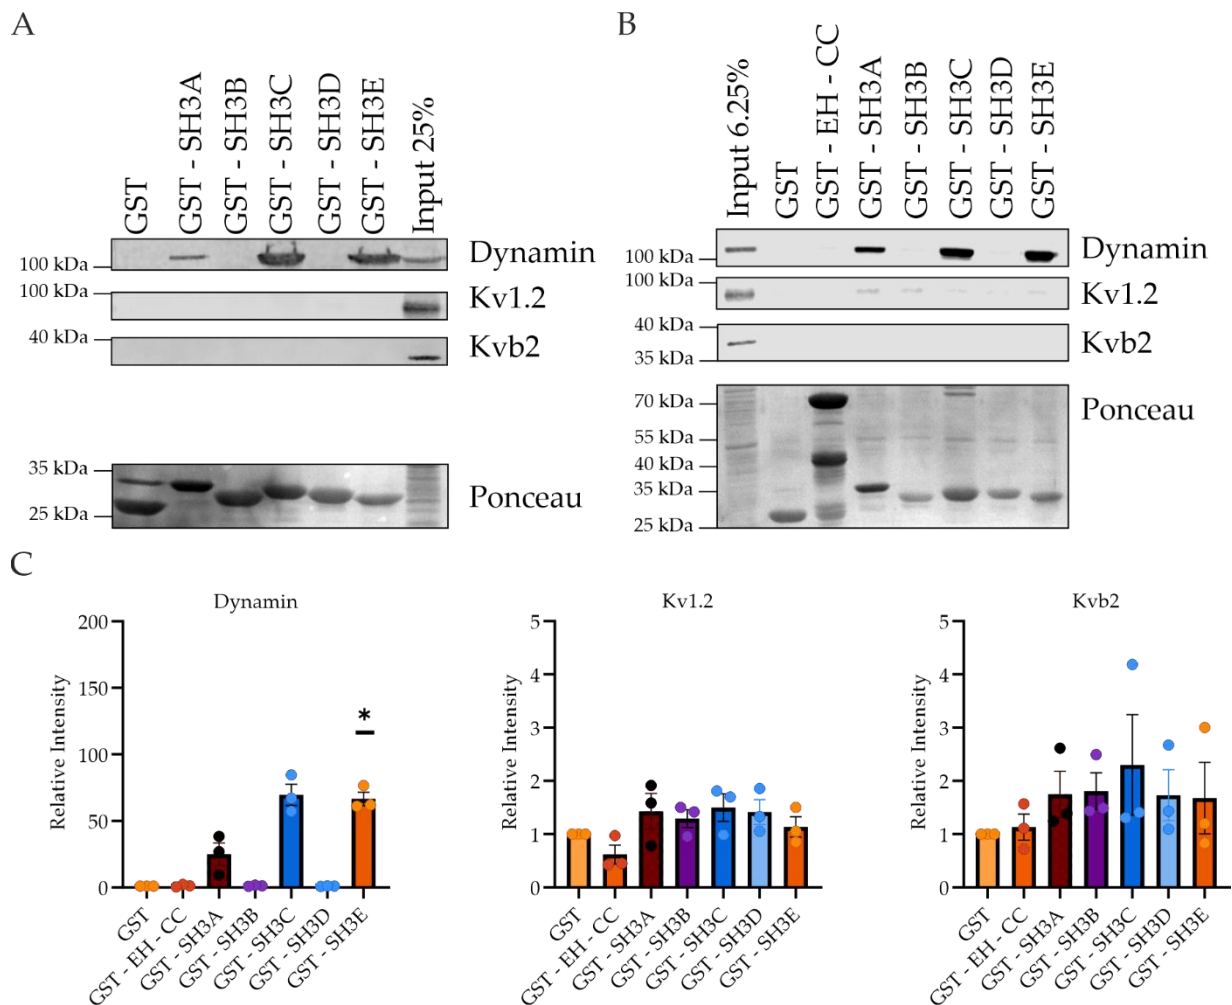 A
GST
GST - SH3A
GST - SH3B
GST - SH3C
GST - SH3D
GST - SH3E
Input 25%
100 kDa
Dynamin
100 kDa
Kv1.2
40 kDa
Kvb2
35 kDa
25 kDa
Ponceau
B
Input 6.25%
GST
GST - EH - CC
GST - SH3A
GST - SH3B
GST - SH3C
GST - SH3D
GST - SH3E
100 kDa
Dynamin
100 kDa
Kv1.2
40 kDa
35 kDa
Kvb2
70 kDa
55 kDa
40 kDa
35 kDa
25 kDa
Ponceau
C
Dynamin
Relative Intensity
200
150
100
50
0
*
GST
GST - EH - CC
GST - SH3A
GST - SH3B
GST - SH3C
GST - SH3D
GST - SH3E
Kv1.2
Relative Intensity
5
4
3
2
1
0
GST
GST - EH - CC
GST - SH3A
GST - SH3B
GST - SH3C
GST - SH3D
GST - SH3E
Kvb2
Relative Intensity
5
4
3
2
1
0
GST
GST - EH - CC
GST - SH3A
GST - SH3B
GST - SH3C
GST - SH3D
GST - SH3E